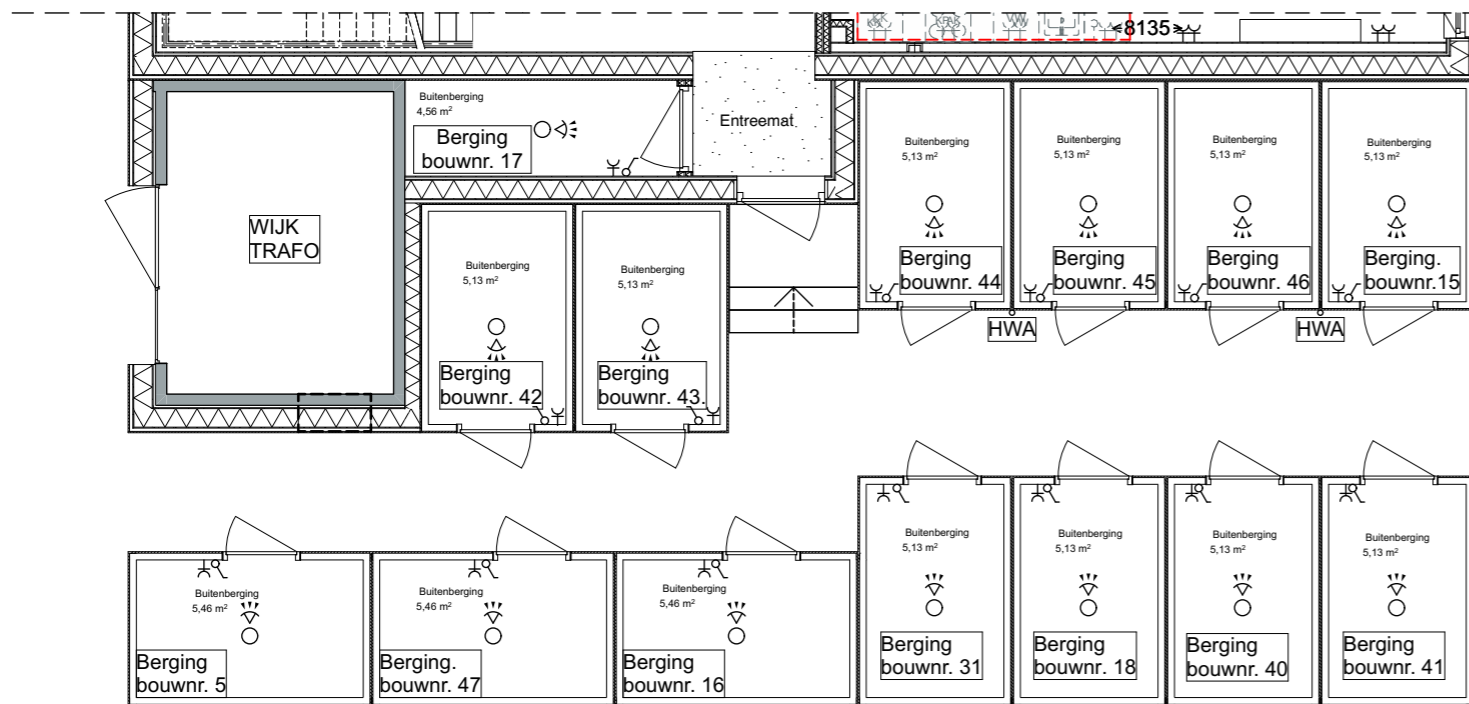 8135
Buitenberging
4,56 m²
Berging
bouwnr. 17
Entreemat
WIJK
TRAFO
Buitenberging
5,13 m²
Berging
bouwnr. 44
Buitenberging
5,13 m²
Berging
bouwnr. 45
Buitenberging
5,13 m²
Berging
bouwnr. 46
Buitenberging
5,13 m²
Berging.
bouwnr.15
HWA
HWA
Buitenberging
5,13 m²
Berging
bouwnr. 42
Buitenberging
5,13 m²
Berging
bouwnr. 43.
Buitenberging
5,46 m²
Berging
bouwnr. 5
Buitenberging
5,46 m²
Berging.
bouwnr. 47
Buitenberging
5,46 m²
Berging
bouwnr. 16
Buitenberging
5,13 m²
Berging
bouwnr. 31
Buitenberging
5,13 m²
Berging
bouwnr. 18
Buitenberging
5,13 m²
Berging
bouwnr. 40
Buitenberging
5,13 m²
Berging
bouwnr. 41